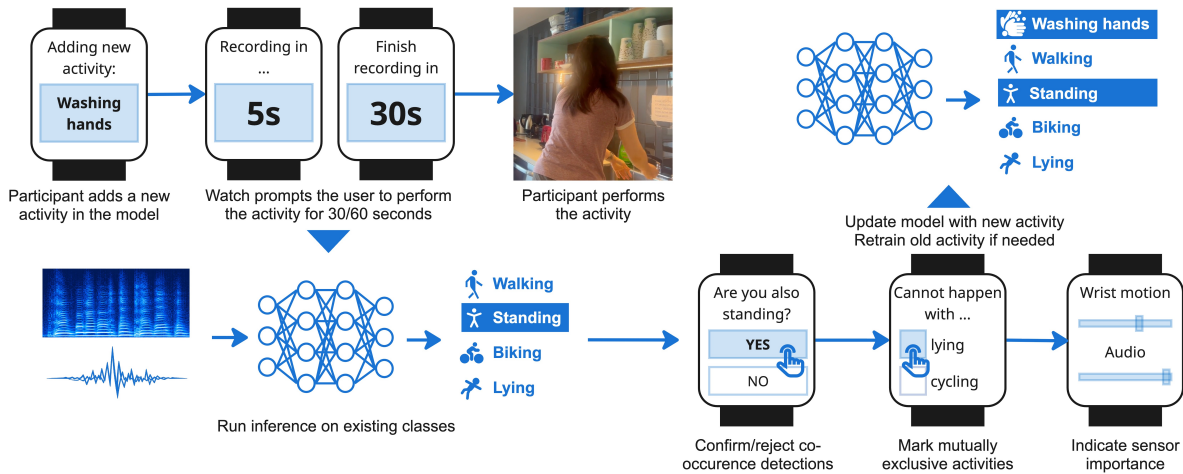 Adding new
activity:
Washing
hands
Participant adds a new
activity in the model
Recording in
...
5s
Finish
recording in
30s
Watch prompts the user to perform
the activity for 30/60 seconds
Participant performs
the activity
Run inference on existing classes
Walking
Standing
Biking
Lying
Are you also
standing?
YES
NO
Confirm/reject co-
occurence detections
Cannot happen
with ...
lying
cycling
Mark mutually
exclusive activities
Wrist motion
Audio
Indicate sensor
importance
Update model with new activity
Retrain old activity if needed
Washing hands
Walking
Standing
Biking
Lying